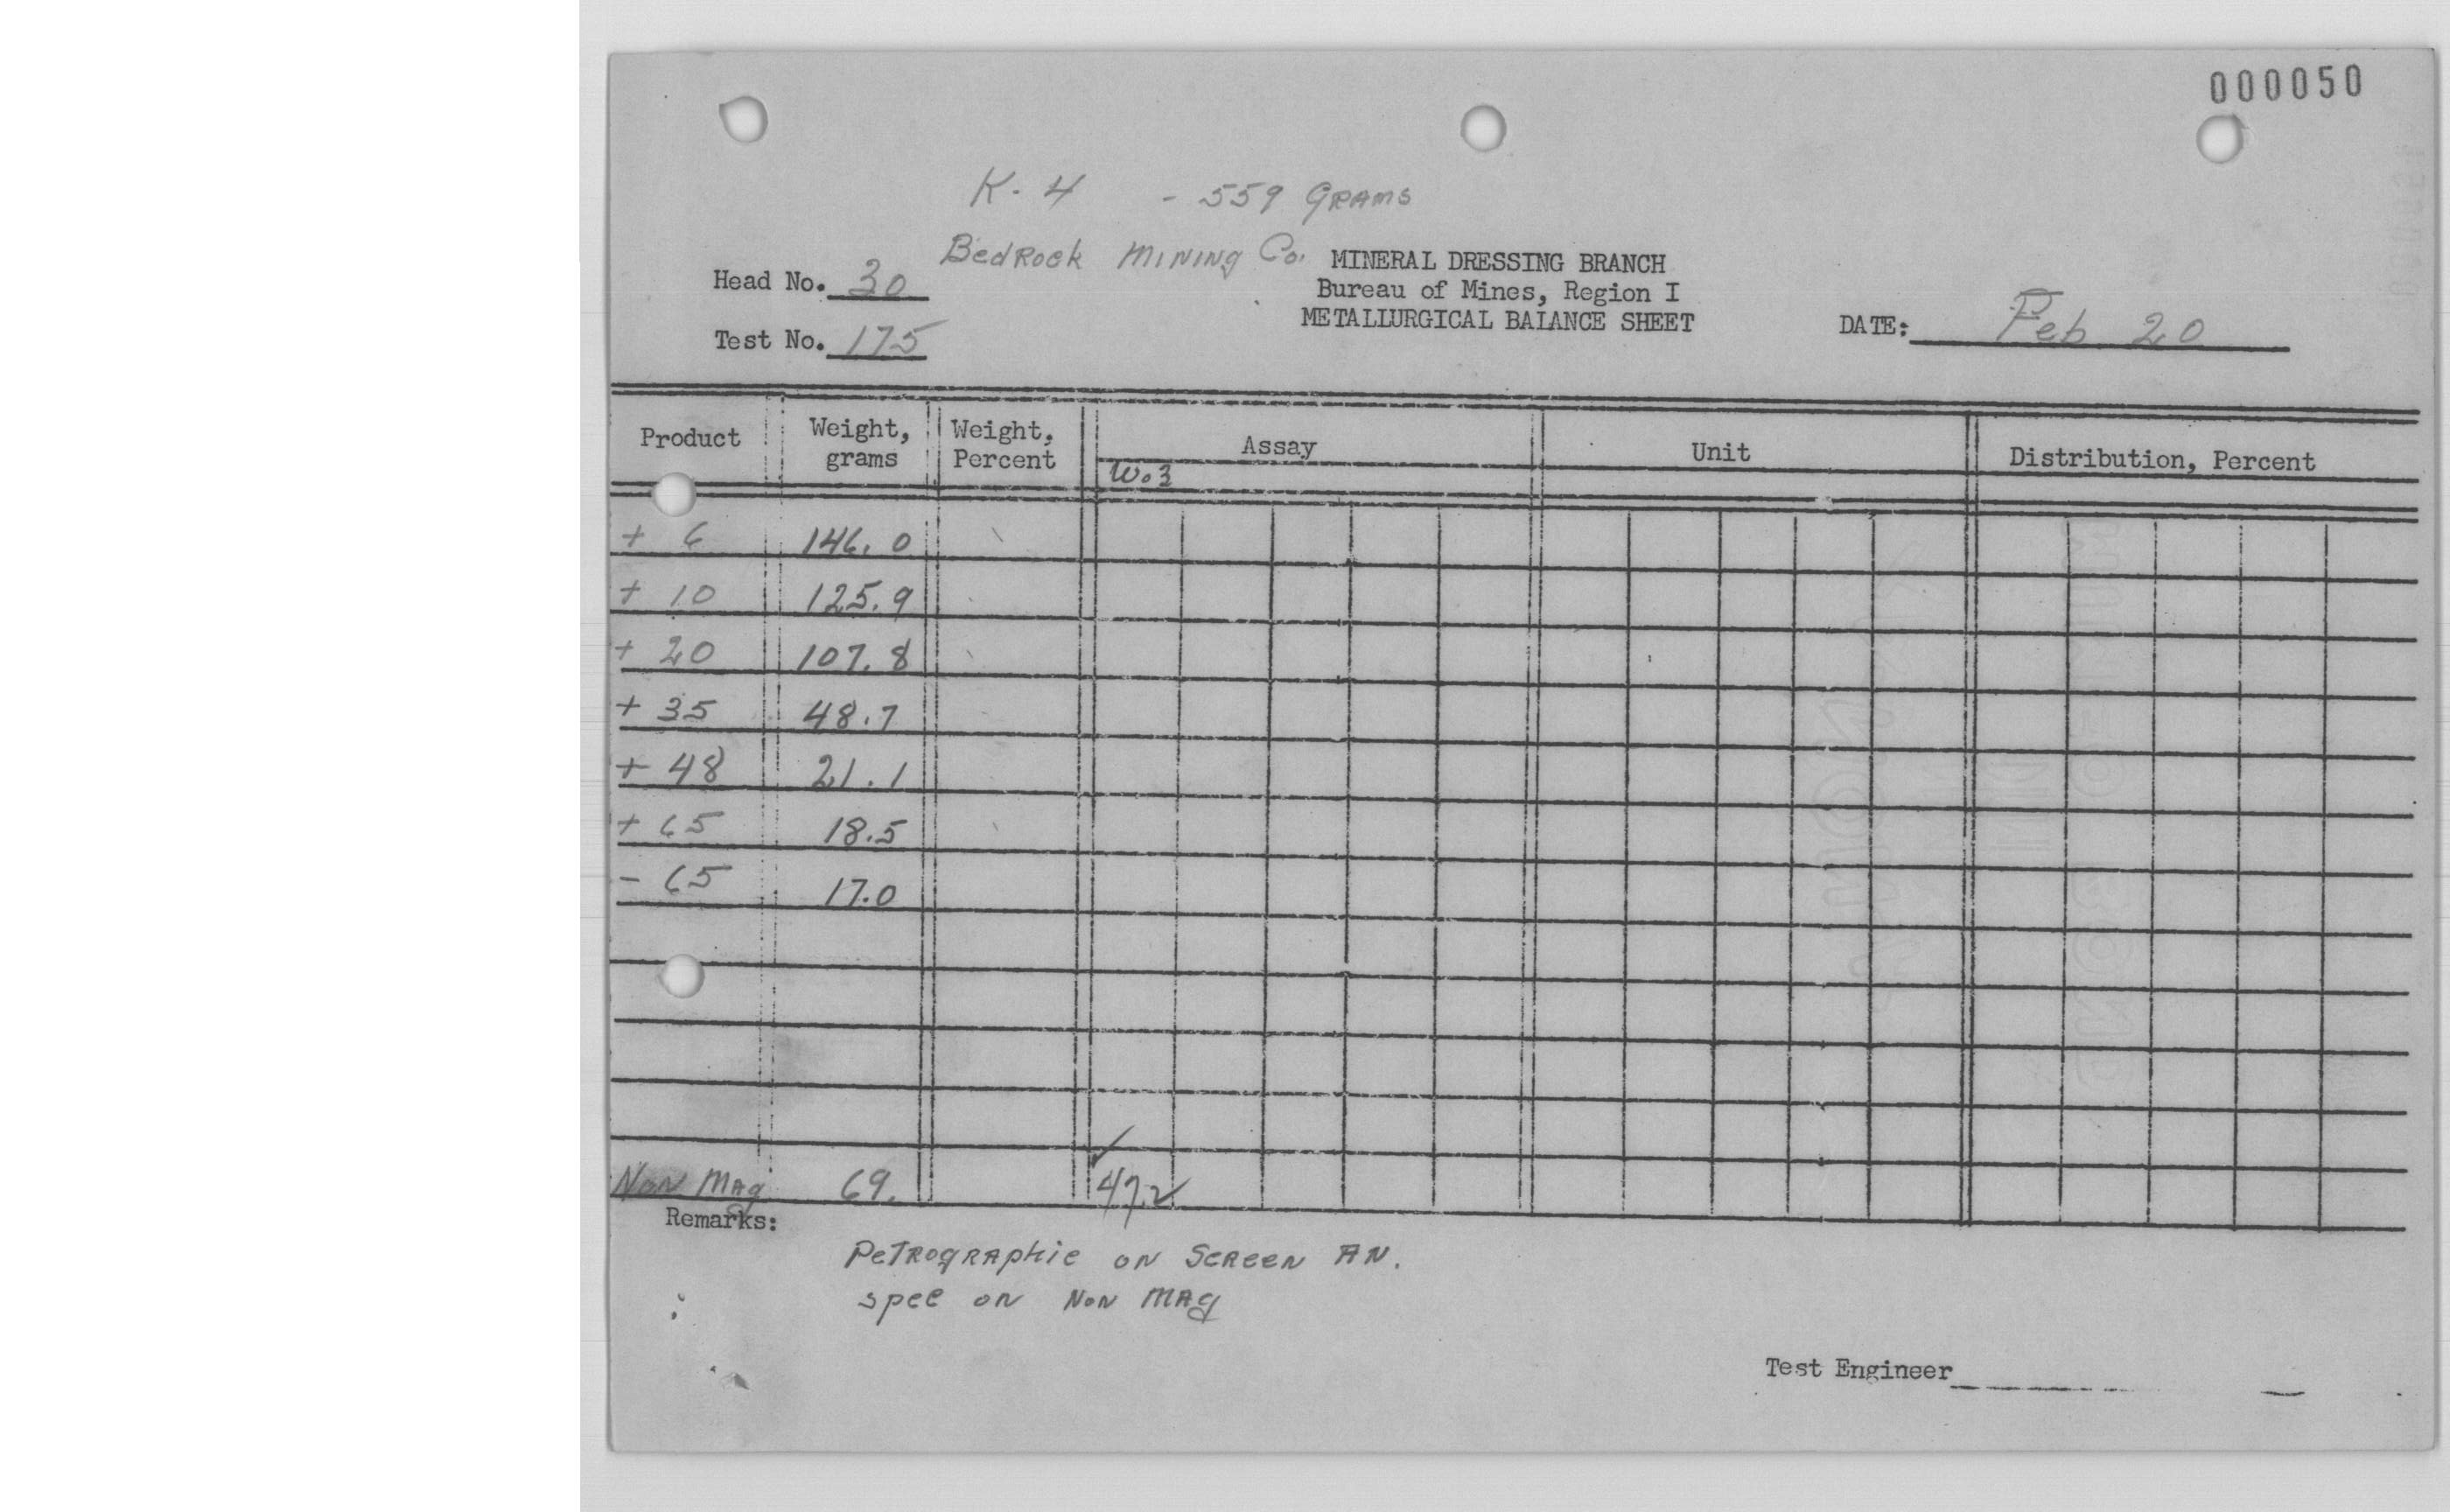 000050
K. 4 - 559 GRAMS
BedRock MINING Co.
MINERAL DRESSING BRANCH
Head No. 30
Bureau of Mines, Region I
METALLURGICAL BALANCE SHEET
DATE: Feb 20
Test No. 175
Product Weight, grams Weight, Percent Assay Unit Distribution, Percent
Wo3
+ 6 146.0
+ 10 125.9
+ 20 107.8
+ 35 48.7
+ 48 21.1
+ 65 18.5
- 65 17.0
Non Mag 69. 47.2
Remarks:
PeTROgRAphic on Screen AN.
spec on Non MAg
Test Engineer